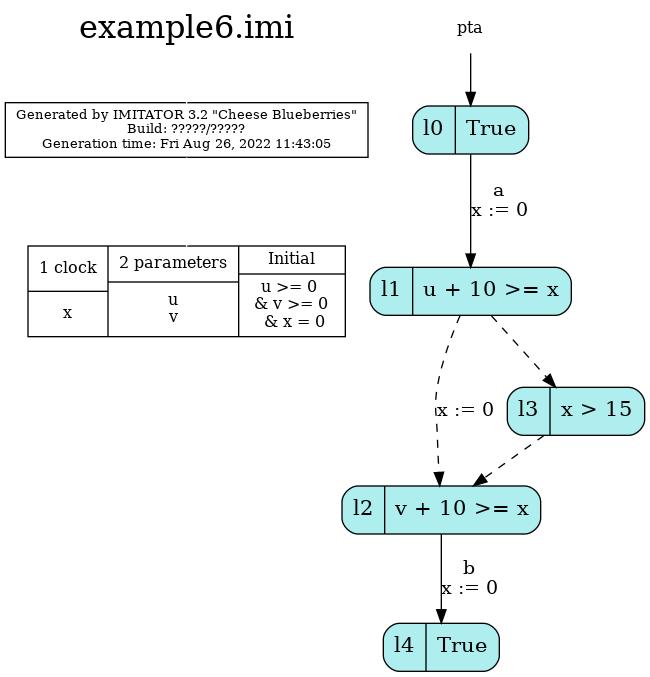 example6.imi
pta
Generated by IMITATOR 3.2 "Cheese Blueberries"
Build: ?????/?????
Generation time: Fri Aug 26, 2022 11:43:05
l0 True
a
x := 0
1 clock
x
2 parameters
u
v
Initial
u >= 0
& v >= 0
& x = 0
l1 u + 10 >= x
x := 0
l3 x > 15
l2 v + 10 >= x
b
x := 0
l4 True